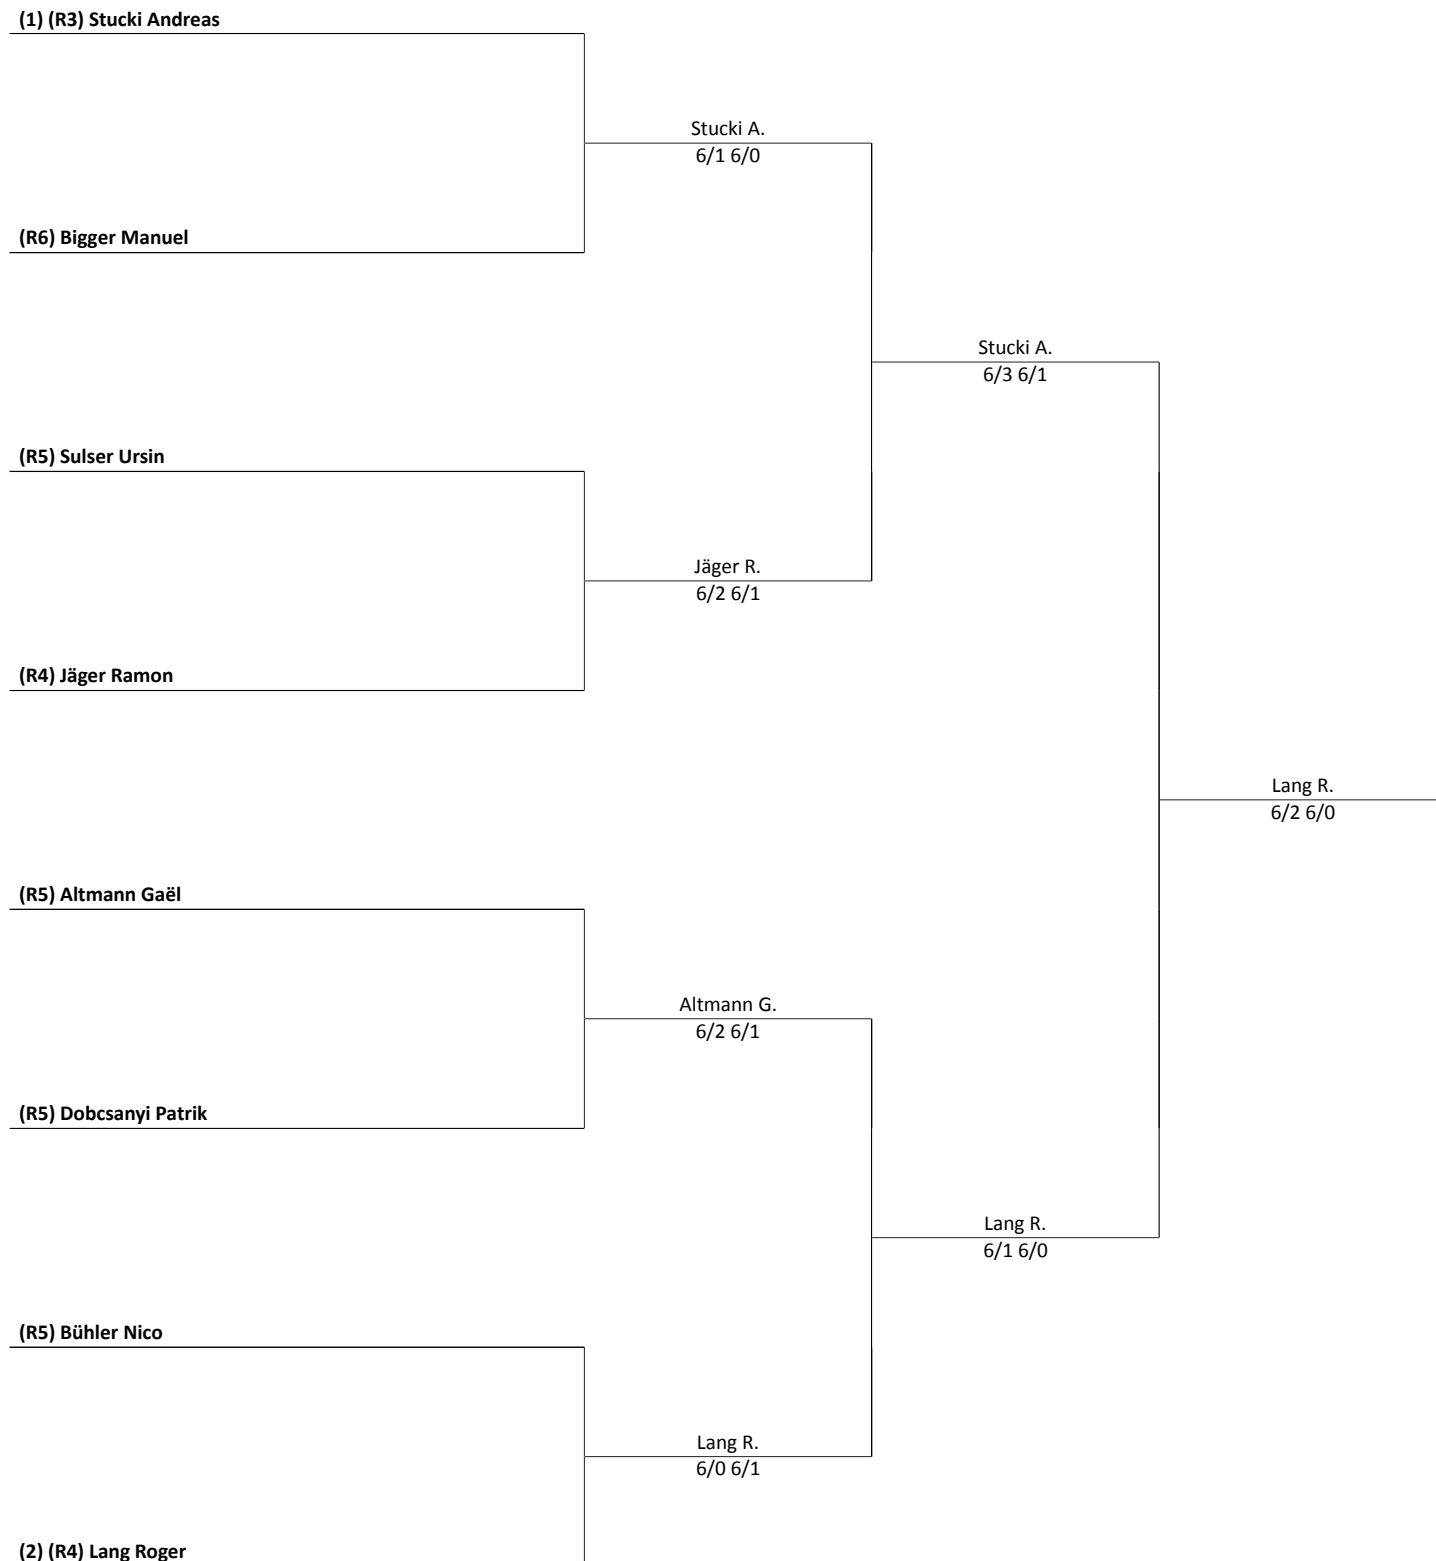 (1) (R3) Stucki Andreas
Stucki A.
6/1 6/0
(R6) Bigger Manuel
Stucki A.
6/3 6/1
(R5) Sulser Ursin
Jäger R.
6/2 6/1
(R4) Jäger Ramon
Lang R.
6/2 6/0
(R5) Altmann Gaël
Altmann G.
6/2 6/1
(R5) Dobcsanyi Patrik
Lang R.
6/1 6/0
(R5) Bühler Nico
Lang R.
6/0 6/1
(2) (R4) Lang Roger